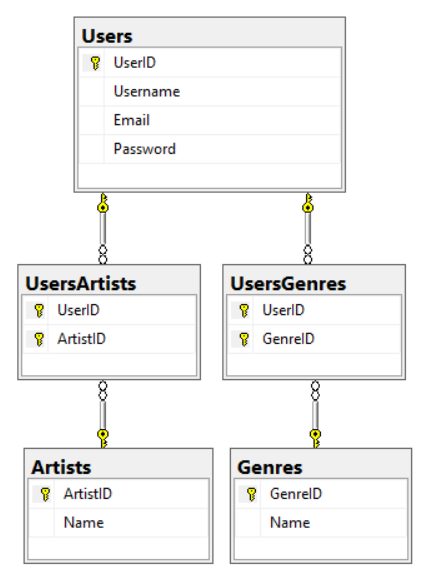 Users
UserID
Username
Email
Password
UsersArtists
UserID
ArtistID
UsersGenres
UserID
GenreID
Artists
ArtistID
Name
Genres
GenreID
Name